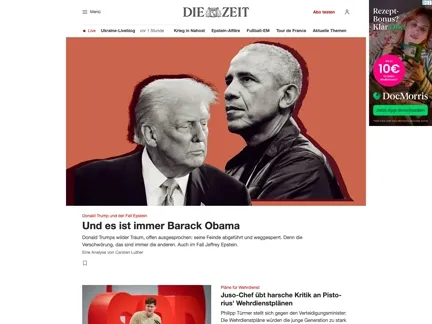 Menü
DIE ZEIT
Abo testen
Live
Ukraine-Liveblog
vor 1 Stunde
Krieg in Nahost
Epstein-Affäre
Fußball-EM
Tour de France
Aktuelle Themen
Rezept-
Bonus?
Klar
10€
DocMorris
Donald Trump und der Fall Epstein
Und es ist immer Barack Obama
Donald Trumps wilder Traum, offen ausgesprochen: seine Feinde abgeführt und weggesperrt. Denn die
Verschwörung, das sind immer die anderen. Auch im Fall Jeffrey Epstein.
Eine Analyse von Carsten Luther
Pläne für Wehrdienst
Juso-Chef übt harsche Kritik an Pisto-
rius' Wehrdienstplänen
Philipp Türmer stellt sich gegen den Verteidigungsminister:
Die Wehrdienstpläne würden die junge Generation zu stark